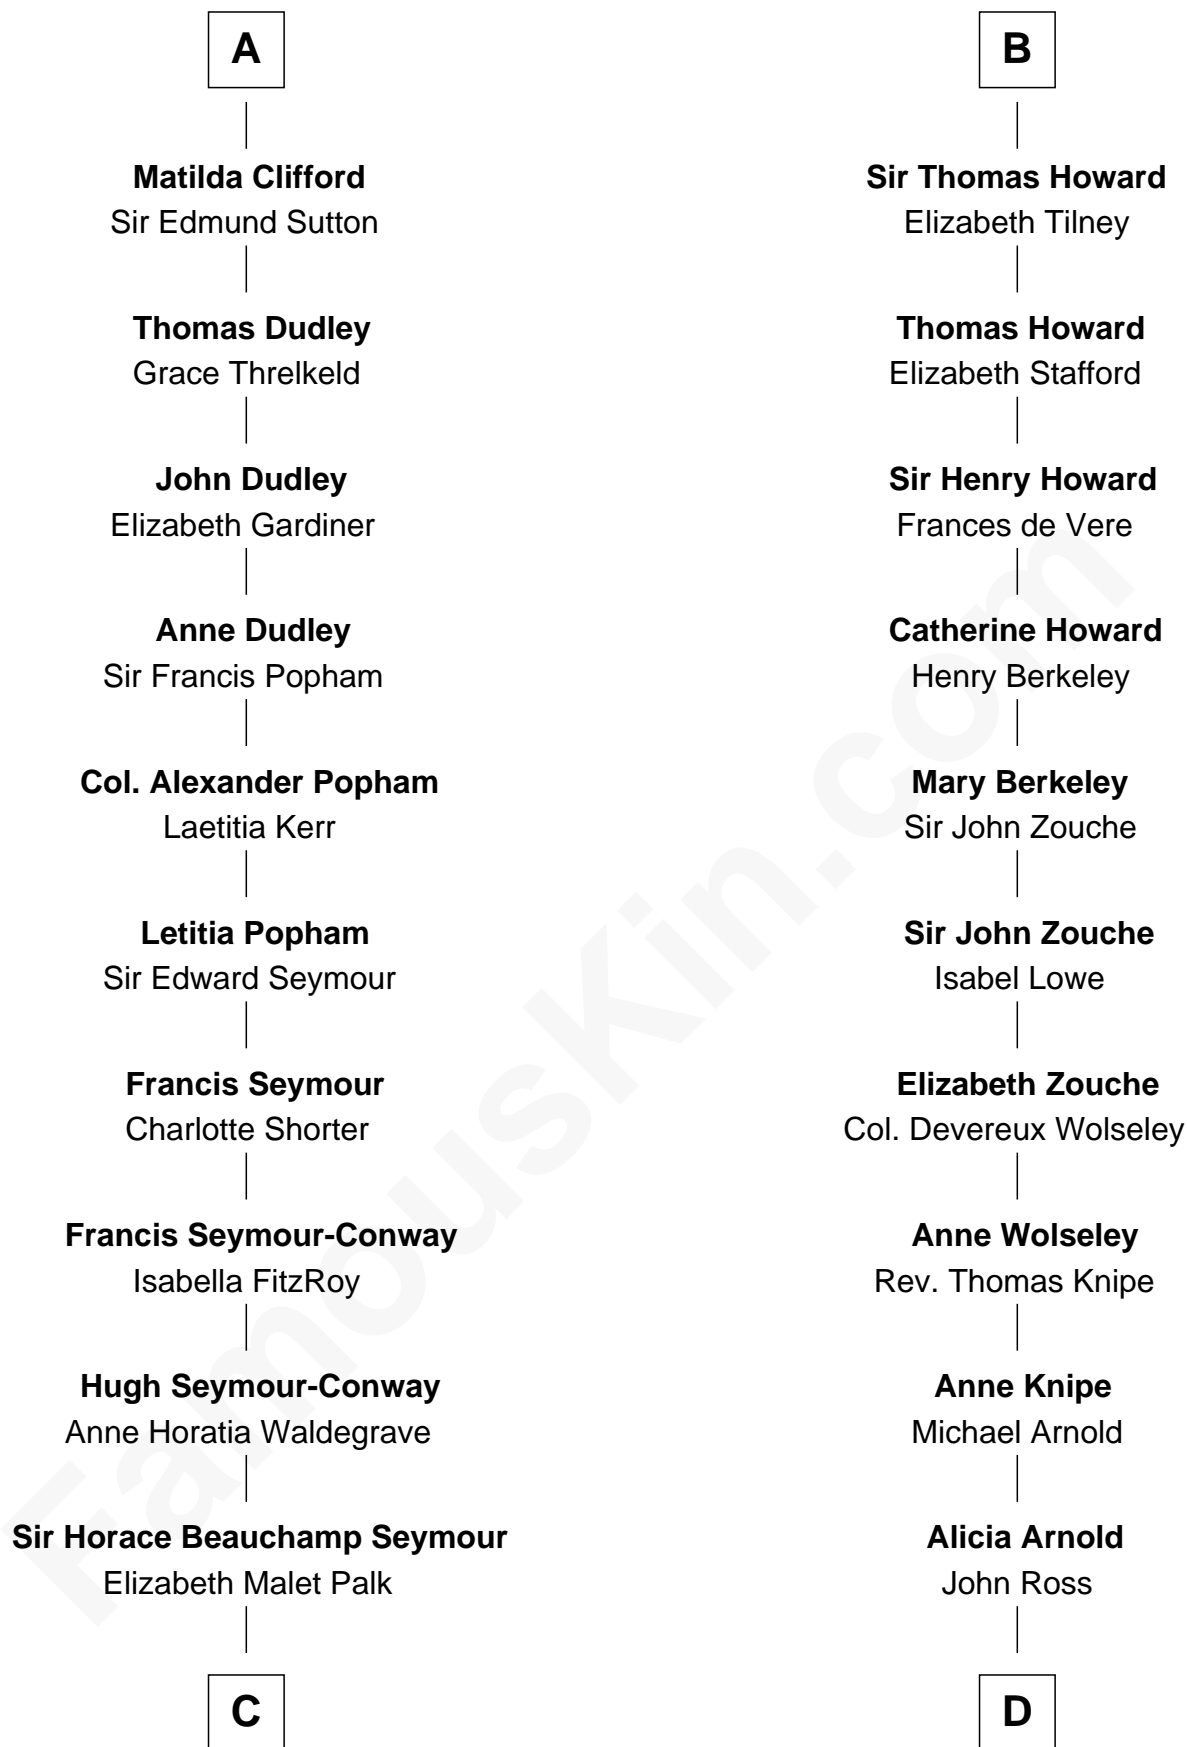 A
Matilda Clifford
Sir Edmund Sutton
Thomas Dudley
Grace Threlkeld
John Dudley
Elizabeth Gardiner
Anne Dudley
Sir Francis Popham
Col. Alexander Popham
Laetitia Kerr
Letitia Popham
Sir Edward Seymour
Francis Seymour
Charlotte Shorter
Francis Seymour-Conway
Isabella FitzRoy
Hugh Seymour-Conway
Anne Horatia Waldegrave
Sir Horace Beauchamp Seymour
Elizabeth Malet Palk
C
B
Sir Thomas Howard
Elizabeth Tilney
Thomas Howard
Elizabeth Stafford
Sir Henry Howard
Frances de Vere
Catherine Howard
Henry Berkeley
Mary Berkeley
Sir John Zouche
Sir John Zouche
Isabel Lowe
Elizabeth Zouche
Col. Devereux Wolseley
Anne Wolseley
Rev. Thomas Knipe
Anne Knipe
Michael Arnold
Alicia Arnold
John Ross
D
FamousKin.com